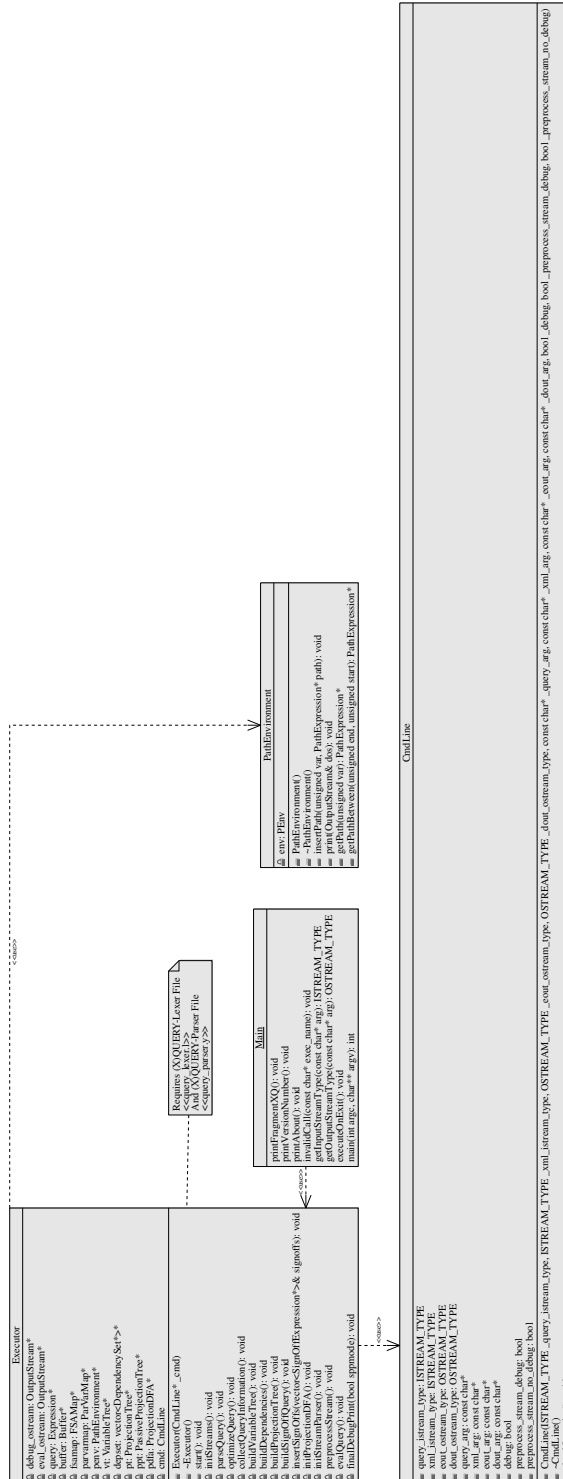 Executor
debug_ostream: OutputStream*
eval_ostream: OutputStream*
query: Expression*
buffer: Buffer*
fsamap: FSAMap*
parvarmap: ParVarMap*
penv: PathEnvironment*
vt: VariableTree*
depset: vector<DependencySet*>*
pt: ProjectionTree*
ppt: PassiveProjectionTree*
pdfa: ProjectionDFA*
cmd: CmdLine
Executor(CmdLine* _cmd)
~Executor()
start(): void
initStreams(): void
parseQuery(): void
optimizeQuery(): void
collectQueryInformation(): void
buildVariableTree(): void
buildDependencies(): void
buildProjectionTree(): void
buildSignOffQuery(): void
insertSignOffs(vector<SignOffExpression*>& signoffs): void
initProjectionDFA(): void
initStreamParser(): void
preprocessStream(): void
evalQuery(): void
finalDebugPrint(bool sppmode): void
Requires (X)QUERY-Lexer File
<<query_lexer.l>>
And (X)QUERY-Parser File
<<query_parser.y>>
Main
printFragmentXQ(): void
printVersionNumber(): void
printAbout(): void
invalidCall(const char* exec_name): void
getInputStreamType(const char* arg): ISTREAM_TYPE
getOutputStreamType(const char* arg): OSTREAM_TYPE
executeOnExit(): void
main(int argc, char** argv): int
<<use>>
<<use>>
PathEnvironment
env: PEnv
PathEnvironment()
~PathEnvironment()
insertPath(unsigned var, PathExpression* path): void
print(OutputStream& dos): void
getPath(unsigned var): PathExpression*
getPathBetween(unsigned end, unsigned start): PathExpression*
<<use>>
CmdLine
query_istream_type: ISTREAM_TYPE
xml_istream_type: ISTREAM_TYPE
eout_ostream_type: OSTREAM_TYPE
dout_ostream_type: OSTREAM_TYPE
query_arg: const char*
xml_arg: const char*
eout_arg: const char*
dout_arg: const char*
debug: bool
preprocess_stream_debug: bool
preprocess_stream_no_debug: bool
CmdLine(ISTREAM_TYPE _query_istream_type, ISTREAM_TYPE _xml_istream_type, OSTREAM_TYPE _eout_ostream_type, OSTREAM_TYPE _dout_ostream_type, const char* _query_arg, const char* _xml_arg, const char* _eout_arg, const char* _dout_arg, bool _debug, bool _preprocess_stream_debug, bool _preprocess_stream_no_debug)
~CmdLine()